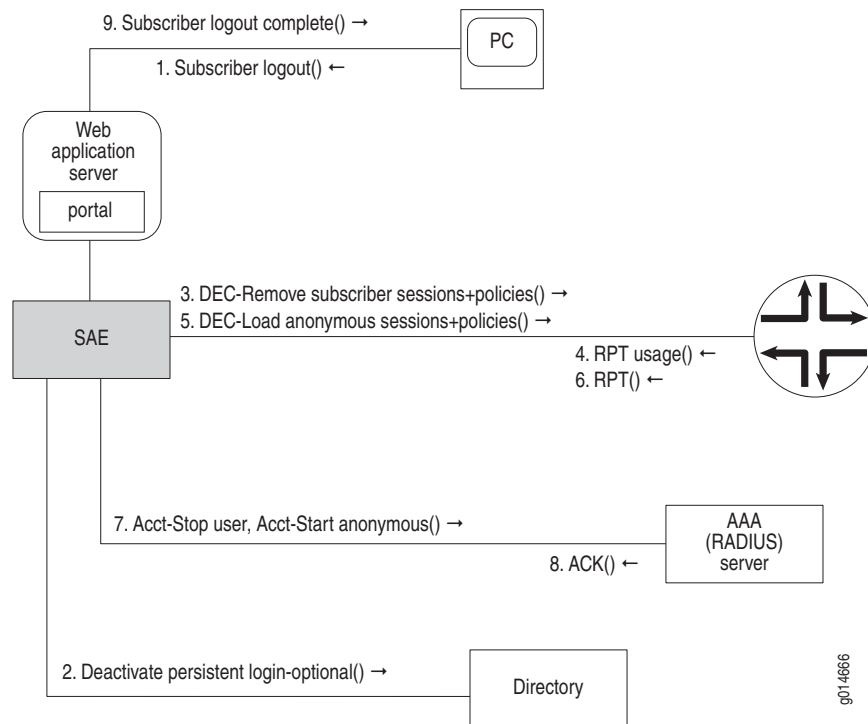 9. Subscriber logout complete() →
PC
1. Subscriber logout() ←
Web
application
server
portal
3. DEC-Remove subscriber sessions+policies() →
5. DEC-Load anonymous sessions+policies() →
SAE
4. RPT usage() ←
6. RPT() ←
7. Acct-Stop user, Acct-Start anonymous() →
AAA
(RADIUS)
server
8. ACK() ←
2. Deactivate persistent login-optional() →
Directory
g014666